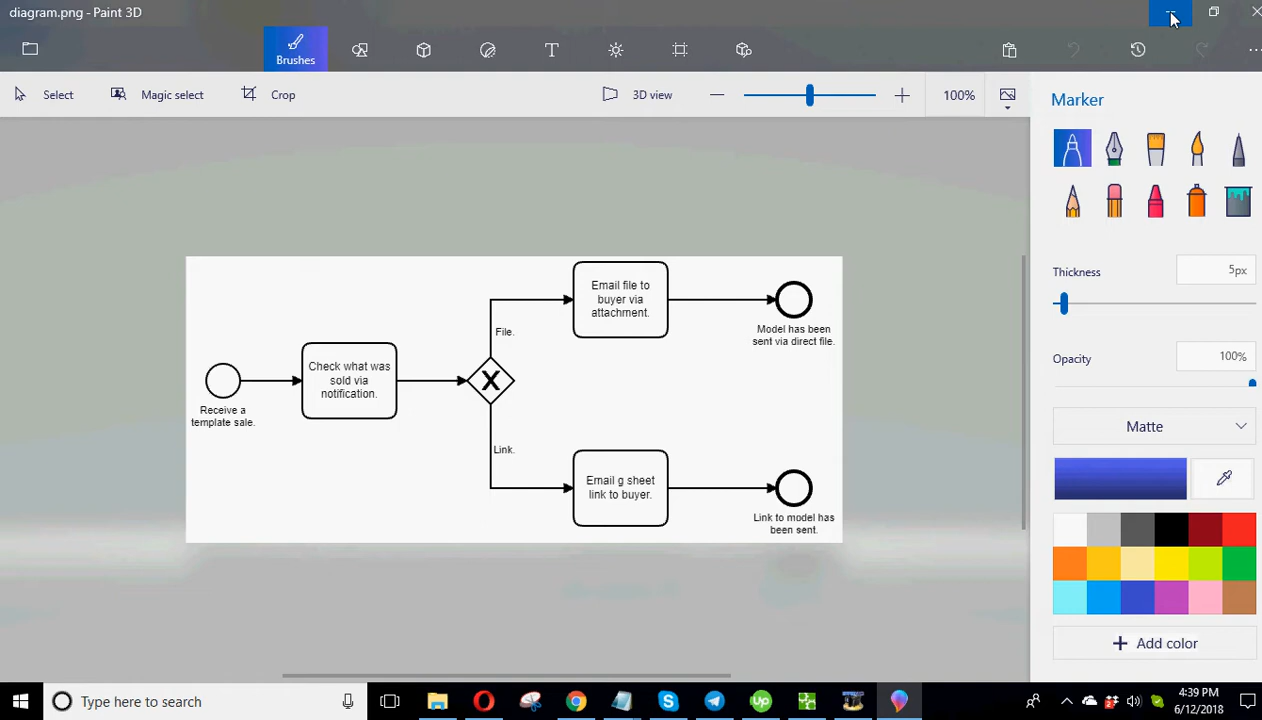 diagram.png - Paint 3D
Brushes
Select
Magic select
Crop
3D view
100%
Marker
Thickness
5px
Opacity
100%
Matte
Add color
Email file to
buyer via
attachment.
File.
Model has been
sent via direct file.
Check what was
sold via
notification.
X
Receive a
template sale.
Link.
Email g sheet
link to buyer.
Link to model has
been sent.
Type here to search
up
4:39 PM
6/12/2018